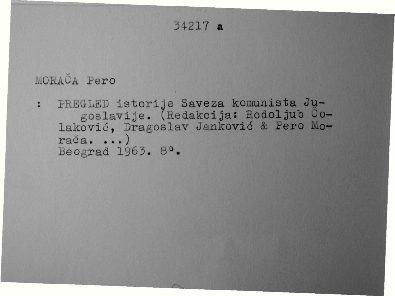 34217 a
MORAČA Pero
: PREGLED istorije Saveza komunista Ju-
goslavije. (Redakcija: Rodoljub Čo-
laković, Dragoslav Janković & Pero Mo-
rača. ...)
Beograd 1963. 8°.